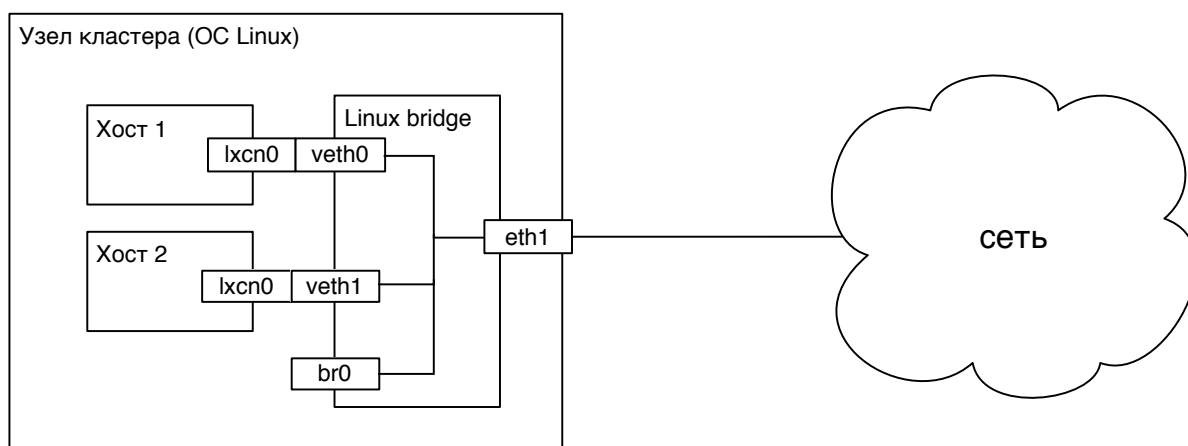 Узел кластера (ОС Linux)
Хост 1
Linux bridge
lxcn0
veth0
eth1
сеть
Хост 2
lxcn0
veth1
br0